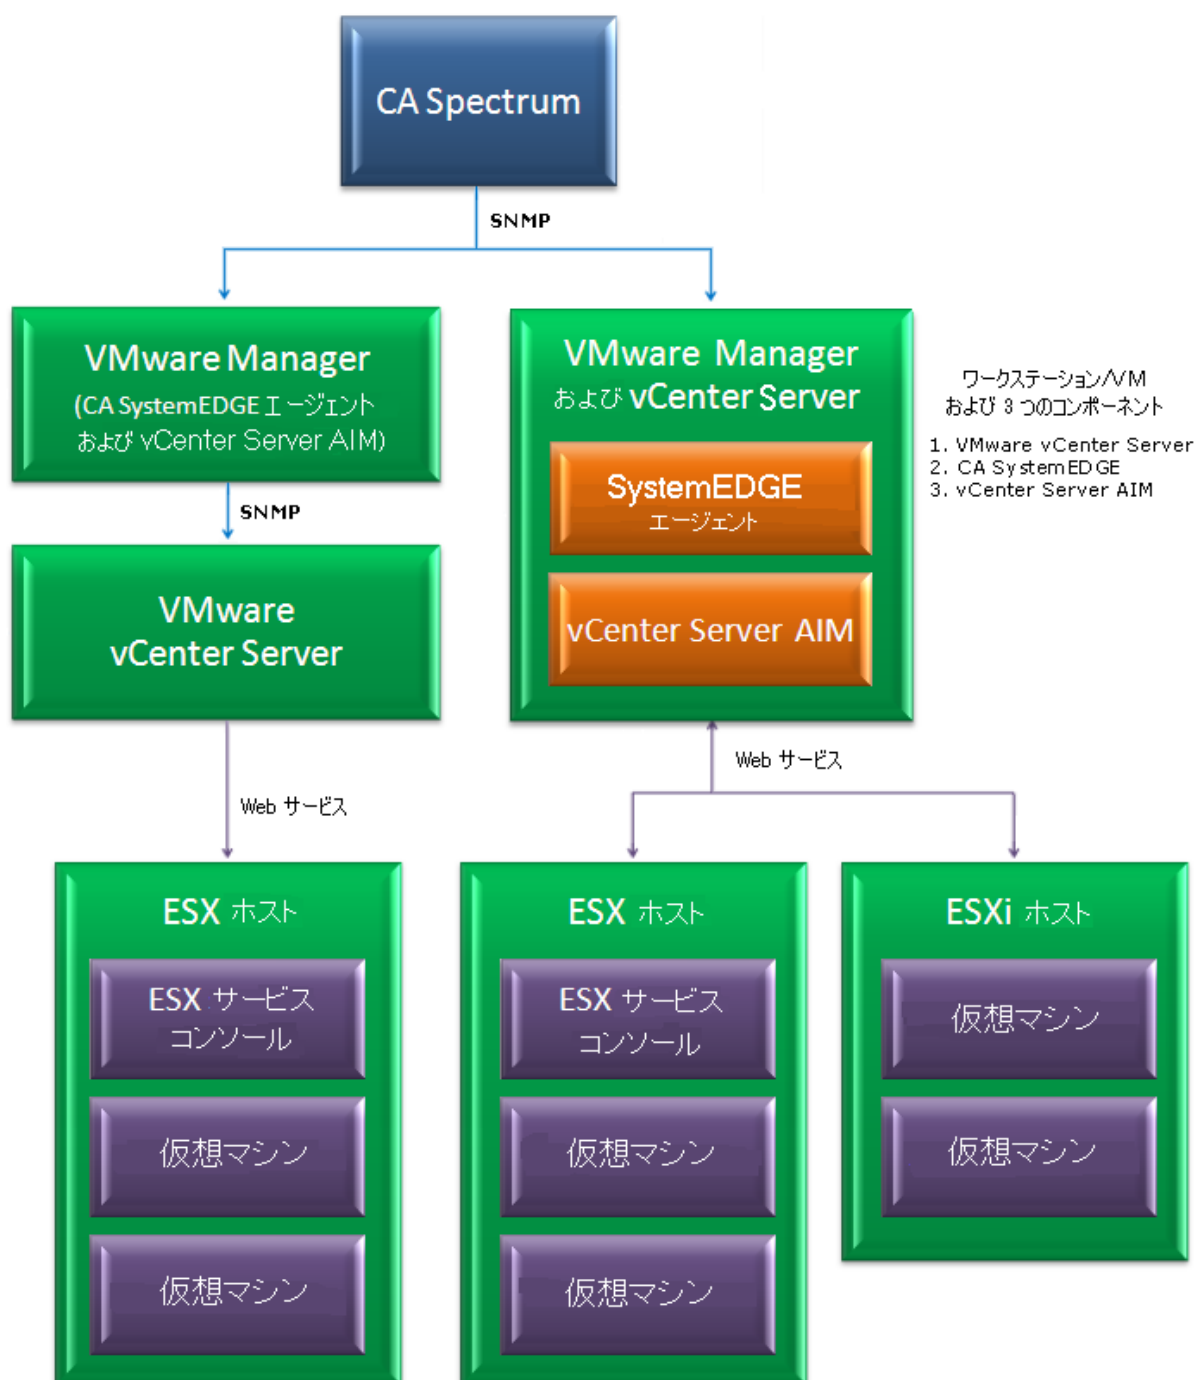 CA Spectrum
SNMP
VMware Manager
(CA SystemEDGE エージェント
および vCenter Server AIM)
SNMP
VMware
vCenter Server
Web サービス
VMware Manager
および vCenter Server
SystemEDGE
エージェント
vCenter Server AIM
ワークステーション/VM
および 3 つのコンポーネント
1. VMware vCenter Server
2. CA SystemEDGE
3. vCenter Server AIM
Web サービス
ESX ホスト
ESX サービス
コンソール
仮想マシン
仮想マシン
ESX ホスト
ESX サービス
コンソール
仮想マシン
仮想マシン
ESXi ホスト
仮想マシン
仮想マシン